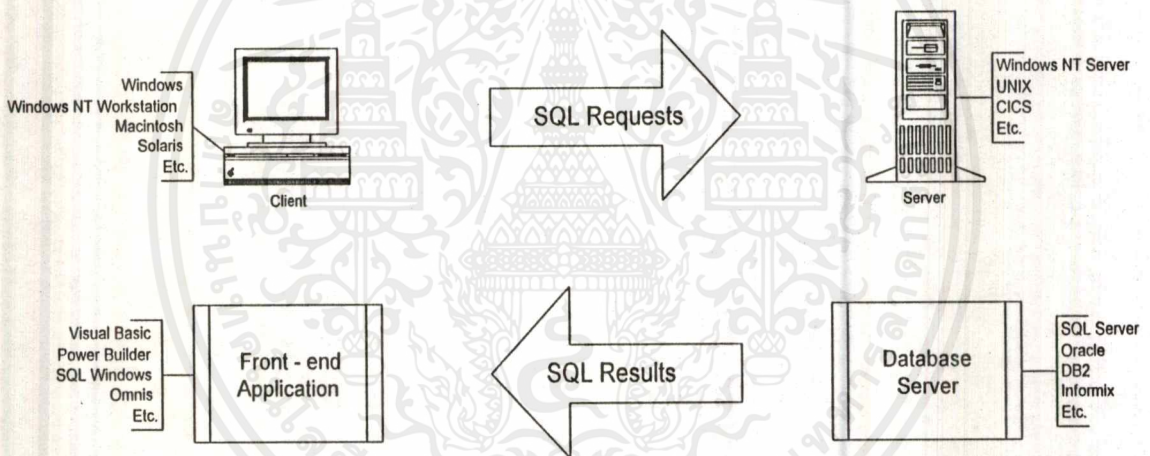 Windows
Windows NT Workstation
Macintosh
Solaris
Etc.
Client
SQL Requests
Windows NT Server
UNIX
CICS
Etc.
Server
Visual Basic
Power Builder
SQL Windows
Omnis
Etc.
Front - end
Application
SQL Results
Database
Server
SQL Server
Oracle
DB2
Informix
Etc.